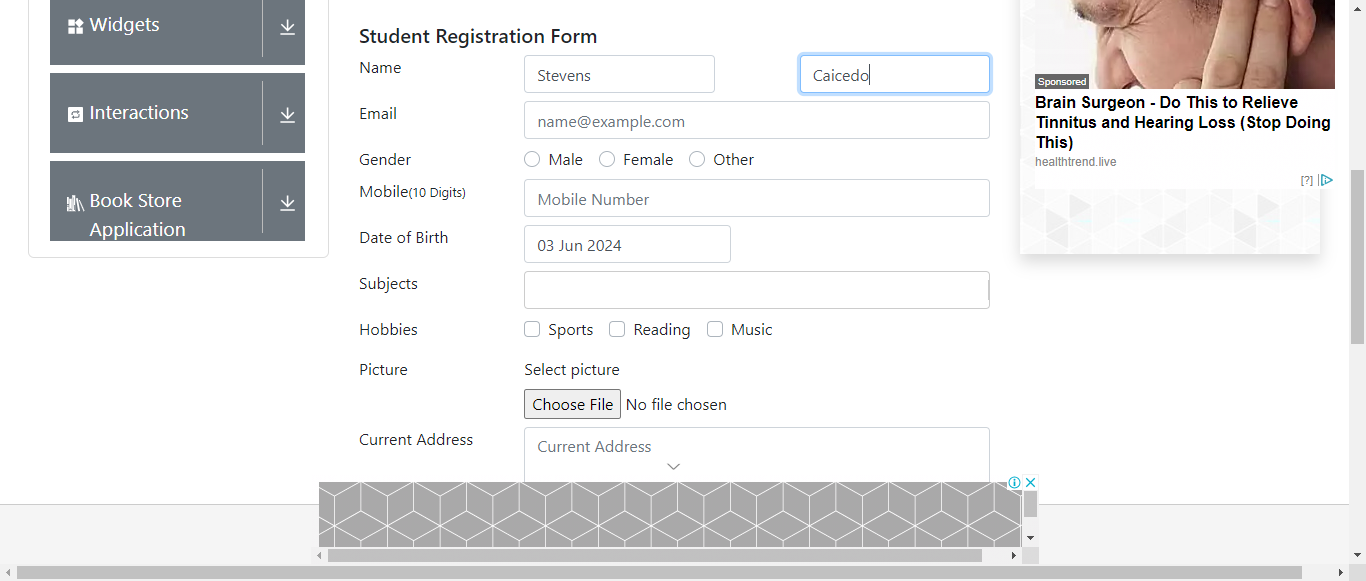 Widgets
Interactions
Book Store
Application
Student Registration Form
Name
Stevens
Caicedo
Email
name@example.com
Gender
Male
Female
Other
Mobile(10 Digits)
Mobile Number
Date of Birth
03 Jun 2024
Subjects
Hobbies
Sports
Reading
Music
Picture
Select picture
Choose File
No file chosen
Current Address
Current Address
Sponsored
Brain Surgeon - Do This to Relieve
Tinnitus and Hearing Loss (Stop Doing
This)
healthtrend.live
[?]